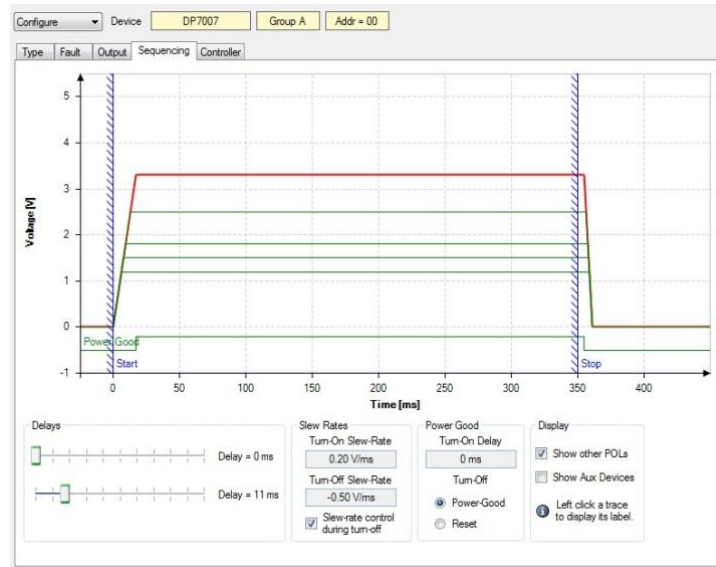 Configure Device DP7007 Group A Addr = 00
Type Fault Output Sequencing Controller
5
4
3
2
1
0
-1
Voltage [V]
Power Good
Start
Stop
0 50 100 150 200 250 300 350 400
Time [ms]
Delays
Delay = 0 ms
Delay = 11 ms
Slew Rates
Turn-On Slew-Rate
0.20 V/ms
Turn-Off Slew-Rate
-0.50 V/ms
Slew-rate control
during turn-off
Power Good
Turn-On Delay
0 ms
Turn-Off
Power-Good
Reset
Display
Show other POLs
Show Aux Devices
Left click a trace
to display its label.